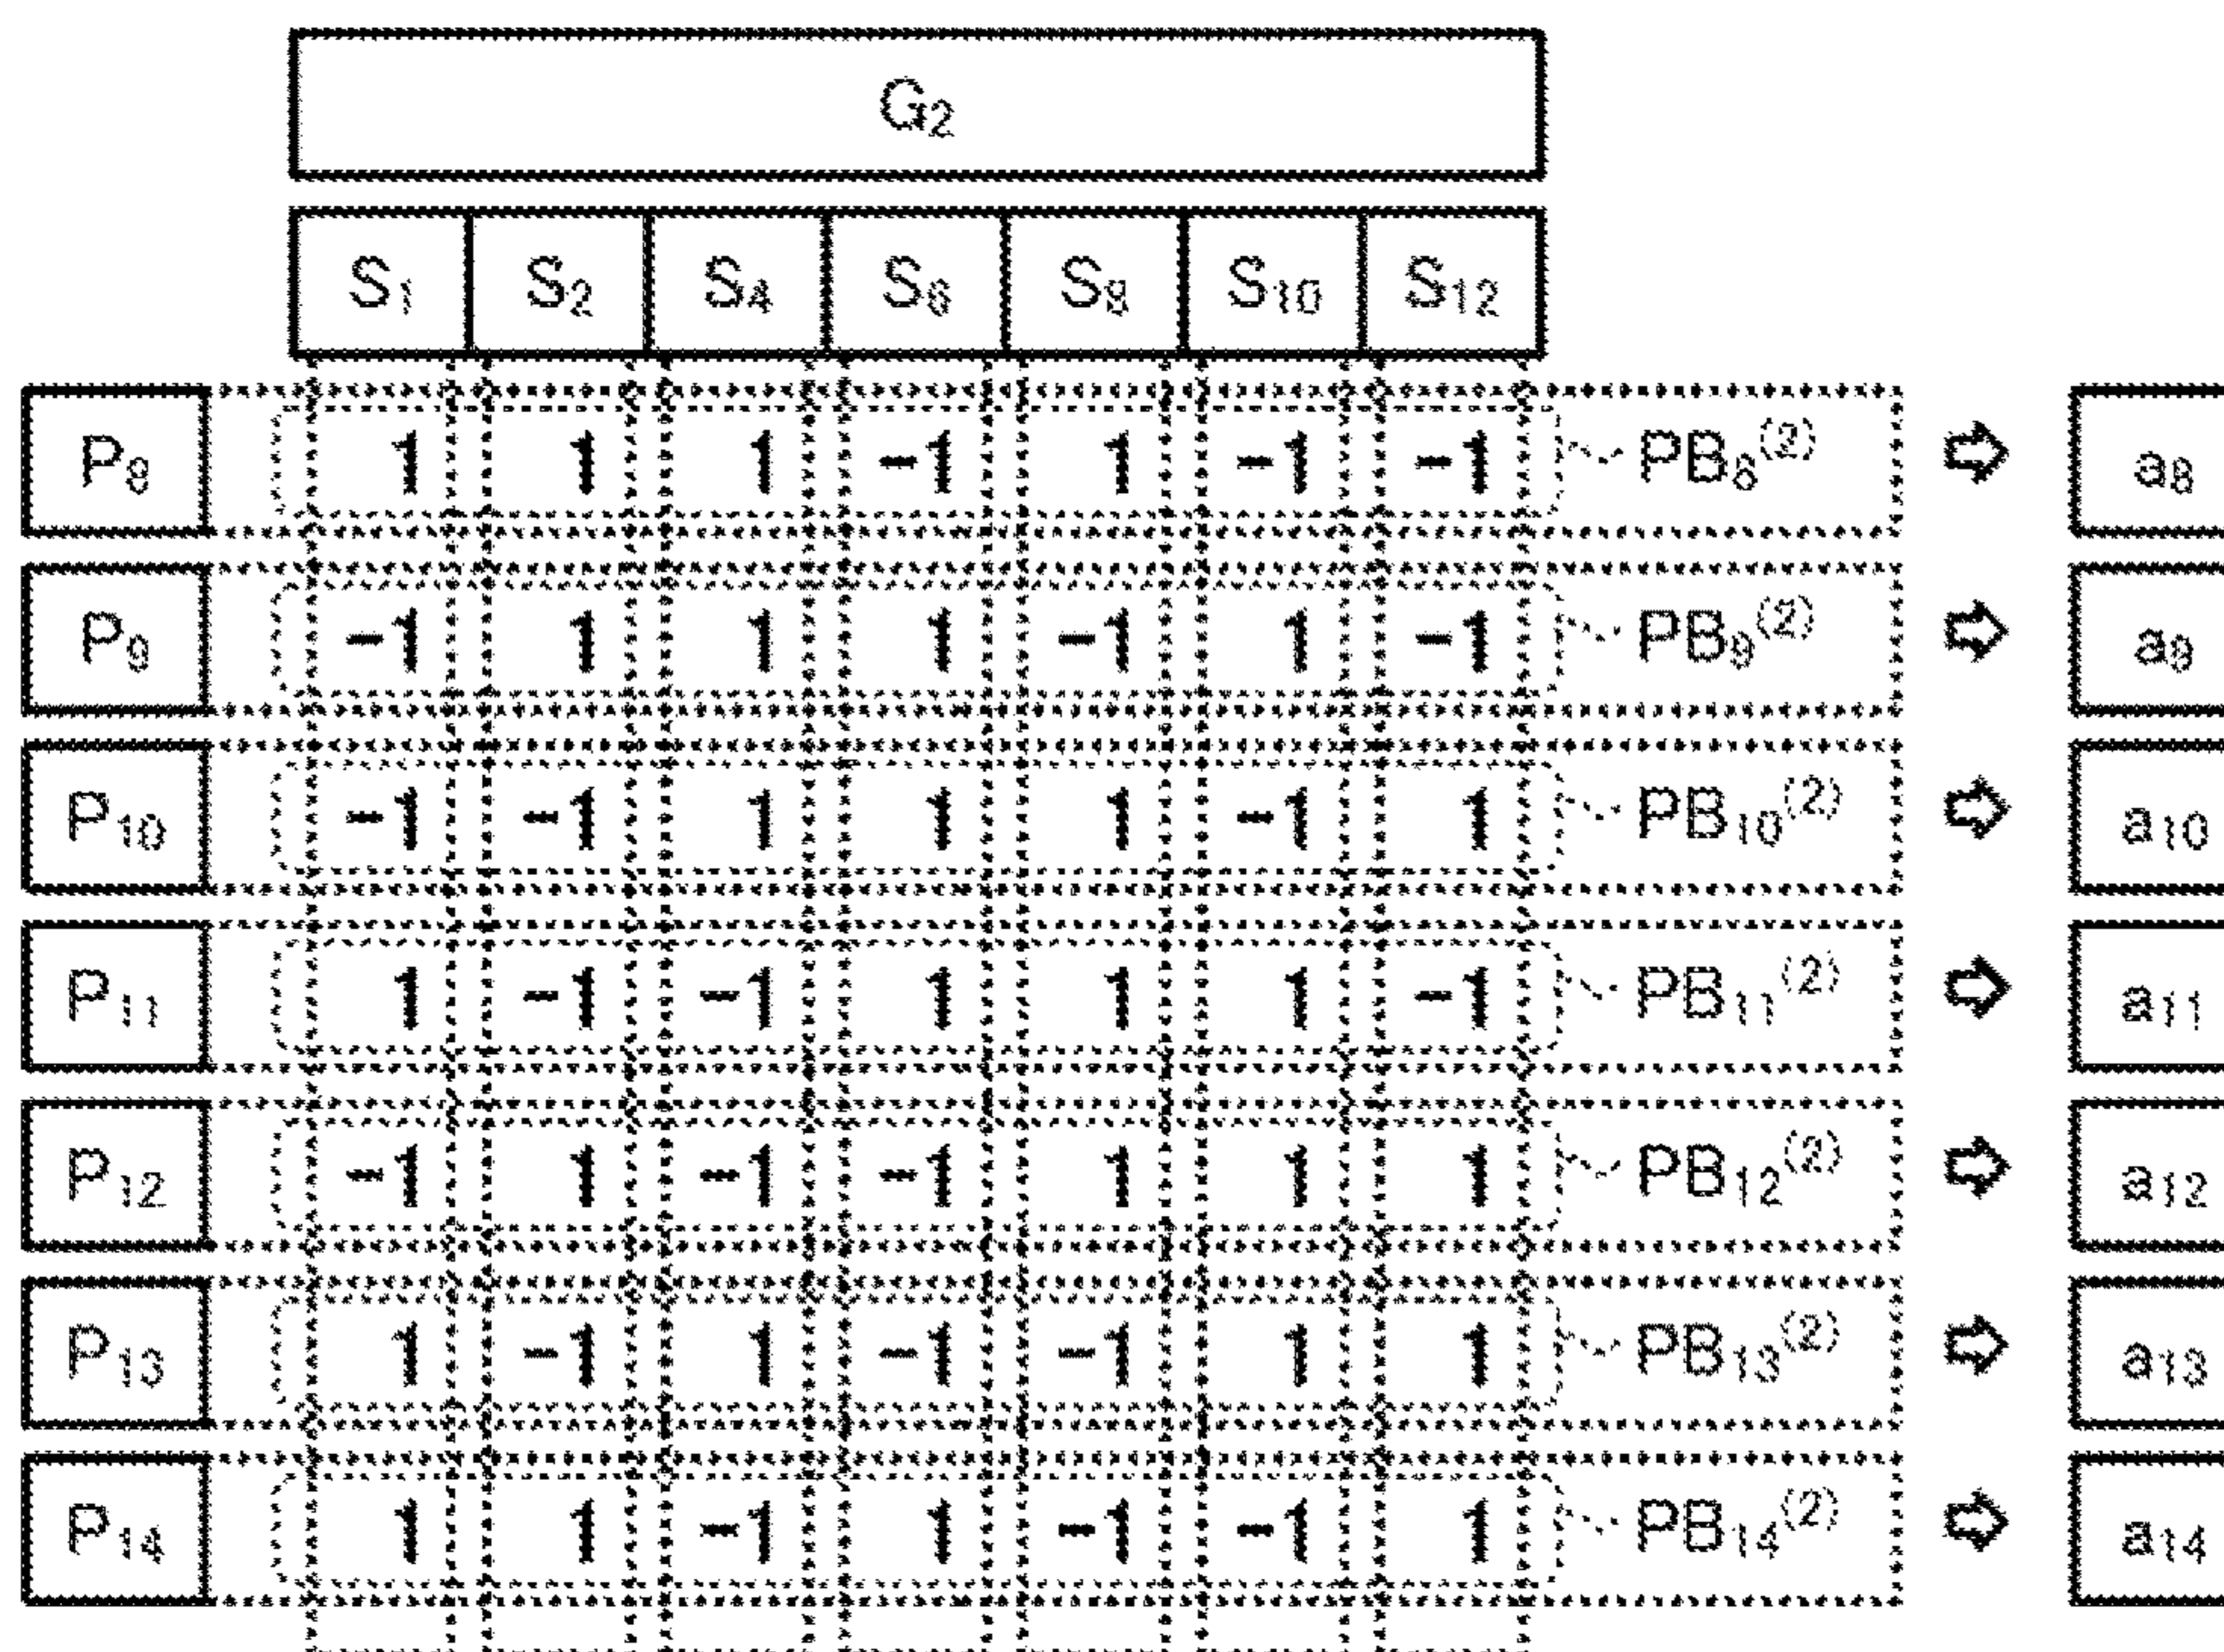 G₂
S₁ S₂ S₄ S₆ S₈ S₁₀ S₁₂
P₈ 1 1 1 -1 1 -1 -1 PB₈⁽²⁾ ⇨ a₈
P₉ -1 1 1 1 -1 1 -1 PB₉⁽²⁾ ⇨ a₉
P₁₀ -1 -1 1 1 1 -1 1 PB₁₀⁽²⁾ ⇨ a₁₀
P₁₁ 1 -1 -1 1 1 1 -1 PB₁₁⁽²⁾ ⇨ a₁₁
P₁₂ -1 1 -1 -1 1 1 1 PB₁₂⁽²⁾ ⇨ a₁₂
P₁₃ 1 -1 1 -1 -1 1 1 PB₁₃⁽²⁾ ⇨ a₁₃
P₁₄ 1 1 -1 1 -1 -1 1 PB₁₄⁽²⁾ ⇨ a₁₄